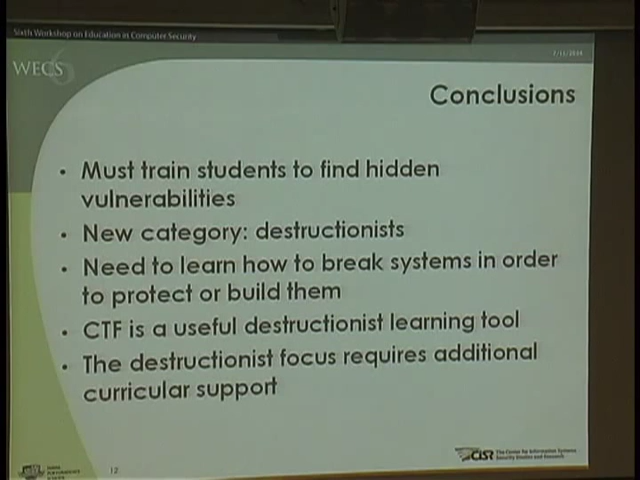 Sixth Workshop on Education in Computer Security
WECS 6
Conclusions
• Must train students to find hidden
vulnerabilities
• New category: destructionists
• Need to learn how to break systems in order
to protect or build them
• CTF is a useful destructionist learning tool
• The destructionist focus requires additional
curricular support
12
CISR The Center for Information Systems
Security Studies and Research